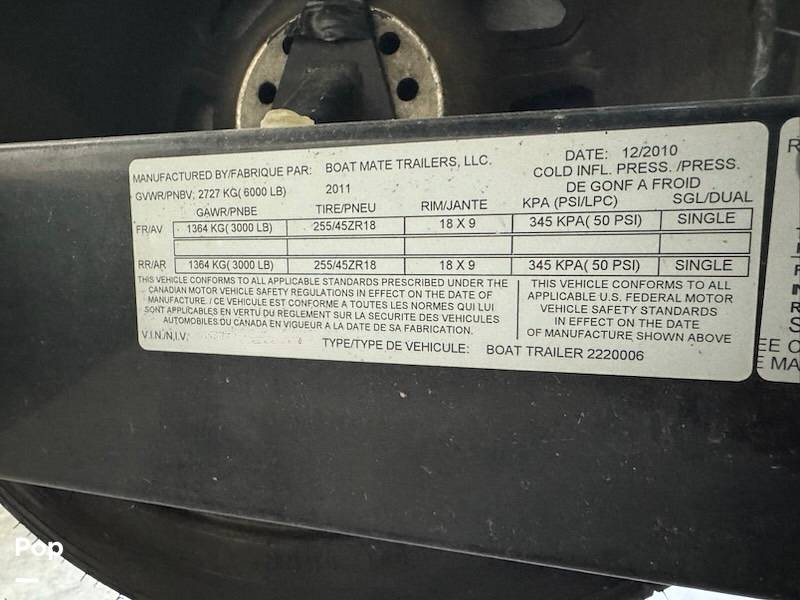 MANUFACTURED BY/FABRIQUE PAR: BOAT MATE TRAILERS, LLC. DATE: 12/2010
GVWR/PNBV: 2727 KG( 6000 LB) 2011 COLD INFL. PRESS. /PRESS.
DE GONF A FROID
GAWR/PNBE TIRE/PNEU RIM/JANTE KPA (PSI/LPC) SGL/DUAL
FR/AV 1364 KG( 3000 LB) 255/45ZR18 18 X 9 345 KPA( 50 PSI) SINGLE
RR/AR 1364 KG( 3000 LB) 255/45ZR18 18 X 9 345 KPA( 50 PSI) SINGLE
THIS VEHICLE CONFORMS TO ALL APPLICABLE STANDARDS PRESCRIBED UNDER THE
CANADIAN MOTOR VEHICLE SAFETY REGULATIONS IN EFFECT ON THE DATE OF
MANUFACTURE. / CE VEHICULE EST CONFORME A TOUTES LES NORMES QUI LUI
SONT APPLICABLES EN VERTU DU REGLEMENT SUR LA SECURITE DES VEHICULES
AUTOMOBILES DU CANADA EN VIGUEUR A LA DATE DE SA FABRICATION.
THIS VEHICLE CONFORMS TO ALL
APPLICABLE U.S. FEDERAL MOTOR
VEHICLE SAFETY STANDARDS
IN EFFECT ON THE DATE
OF MANUFACTURE SHOWN ABOVE
V.I.N./N.I.V.
TYPE/TYPE DE VEHICULE: BOAT TRAILER 2220006
Pop